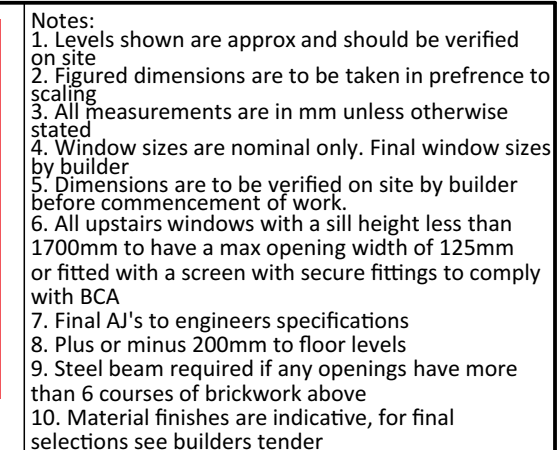 Notes:
1. Levels shown are approx and should be verified
on site
2. Figured dimensions are to be taken in prefrence to
scaling
3. All measurements are in mm unless otherwise
stated
4. Window sizes are nominal only. Final window sizes
by builder
5. Dimensions are to be verified on site by builder
before commencement of work.
6. All upstairs windows with a sill height less than
1700mm to have a max opening width of 125mm
or fitted with a screen with secure fittings to comply
with BCA
7. Final AJ's to engineers specifications
8. Plus or minus 200mm to floor levels
9. Steel beam required if any openings have more
than 6 courses of brickwork above
10. Material finishes are indicative, for final
selections see builders tender